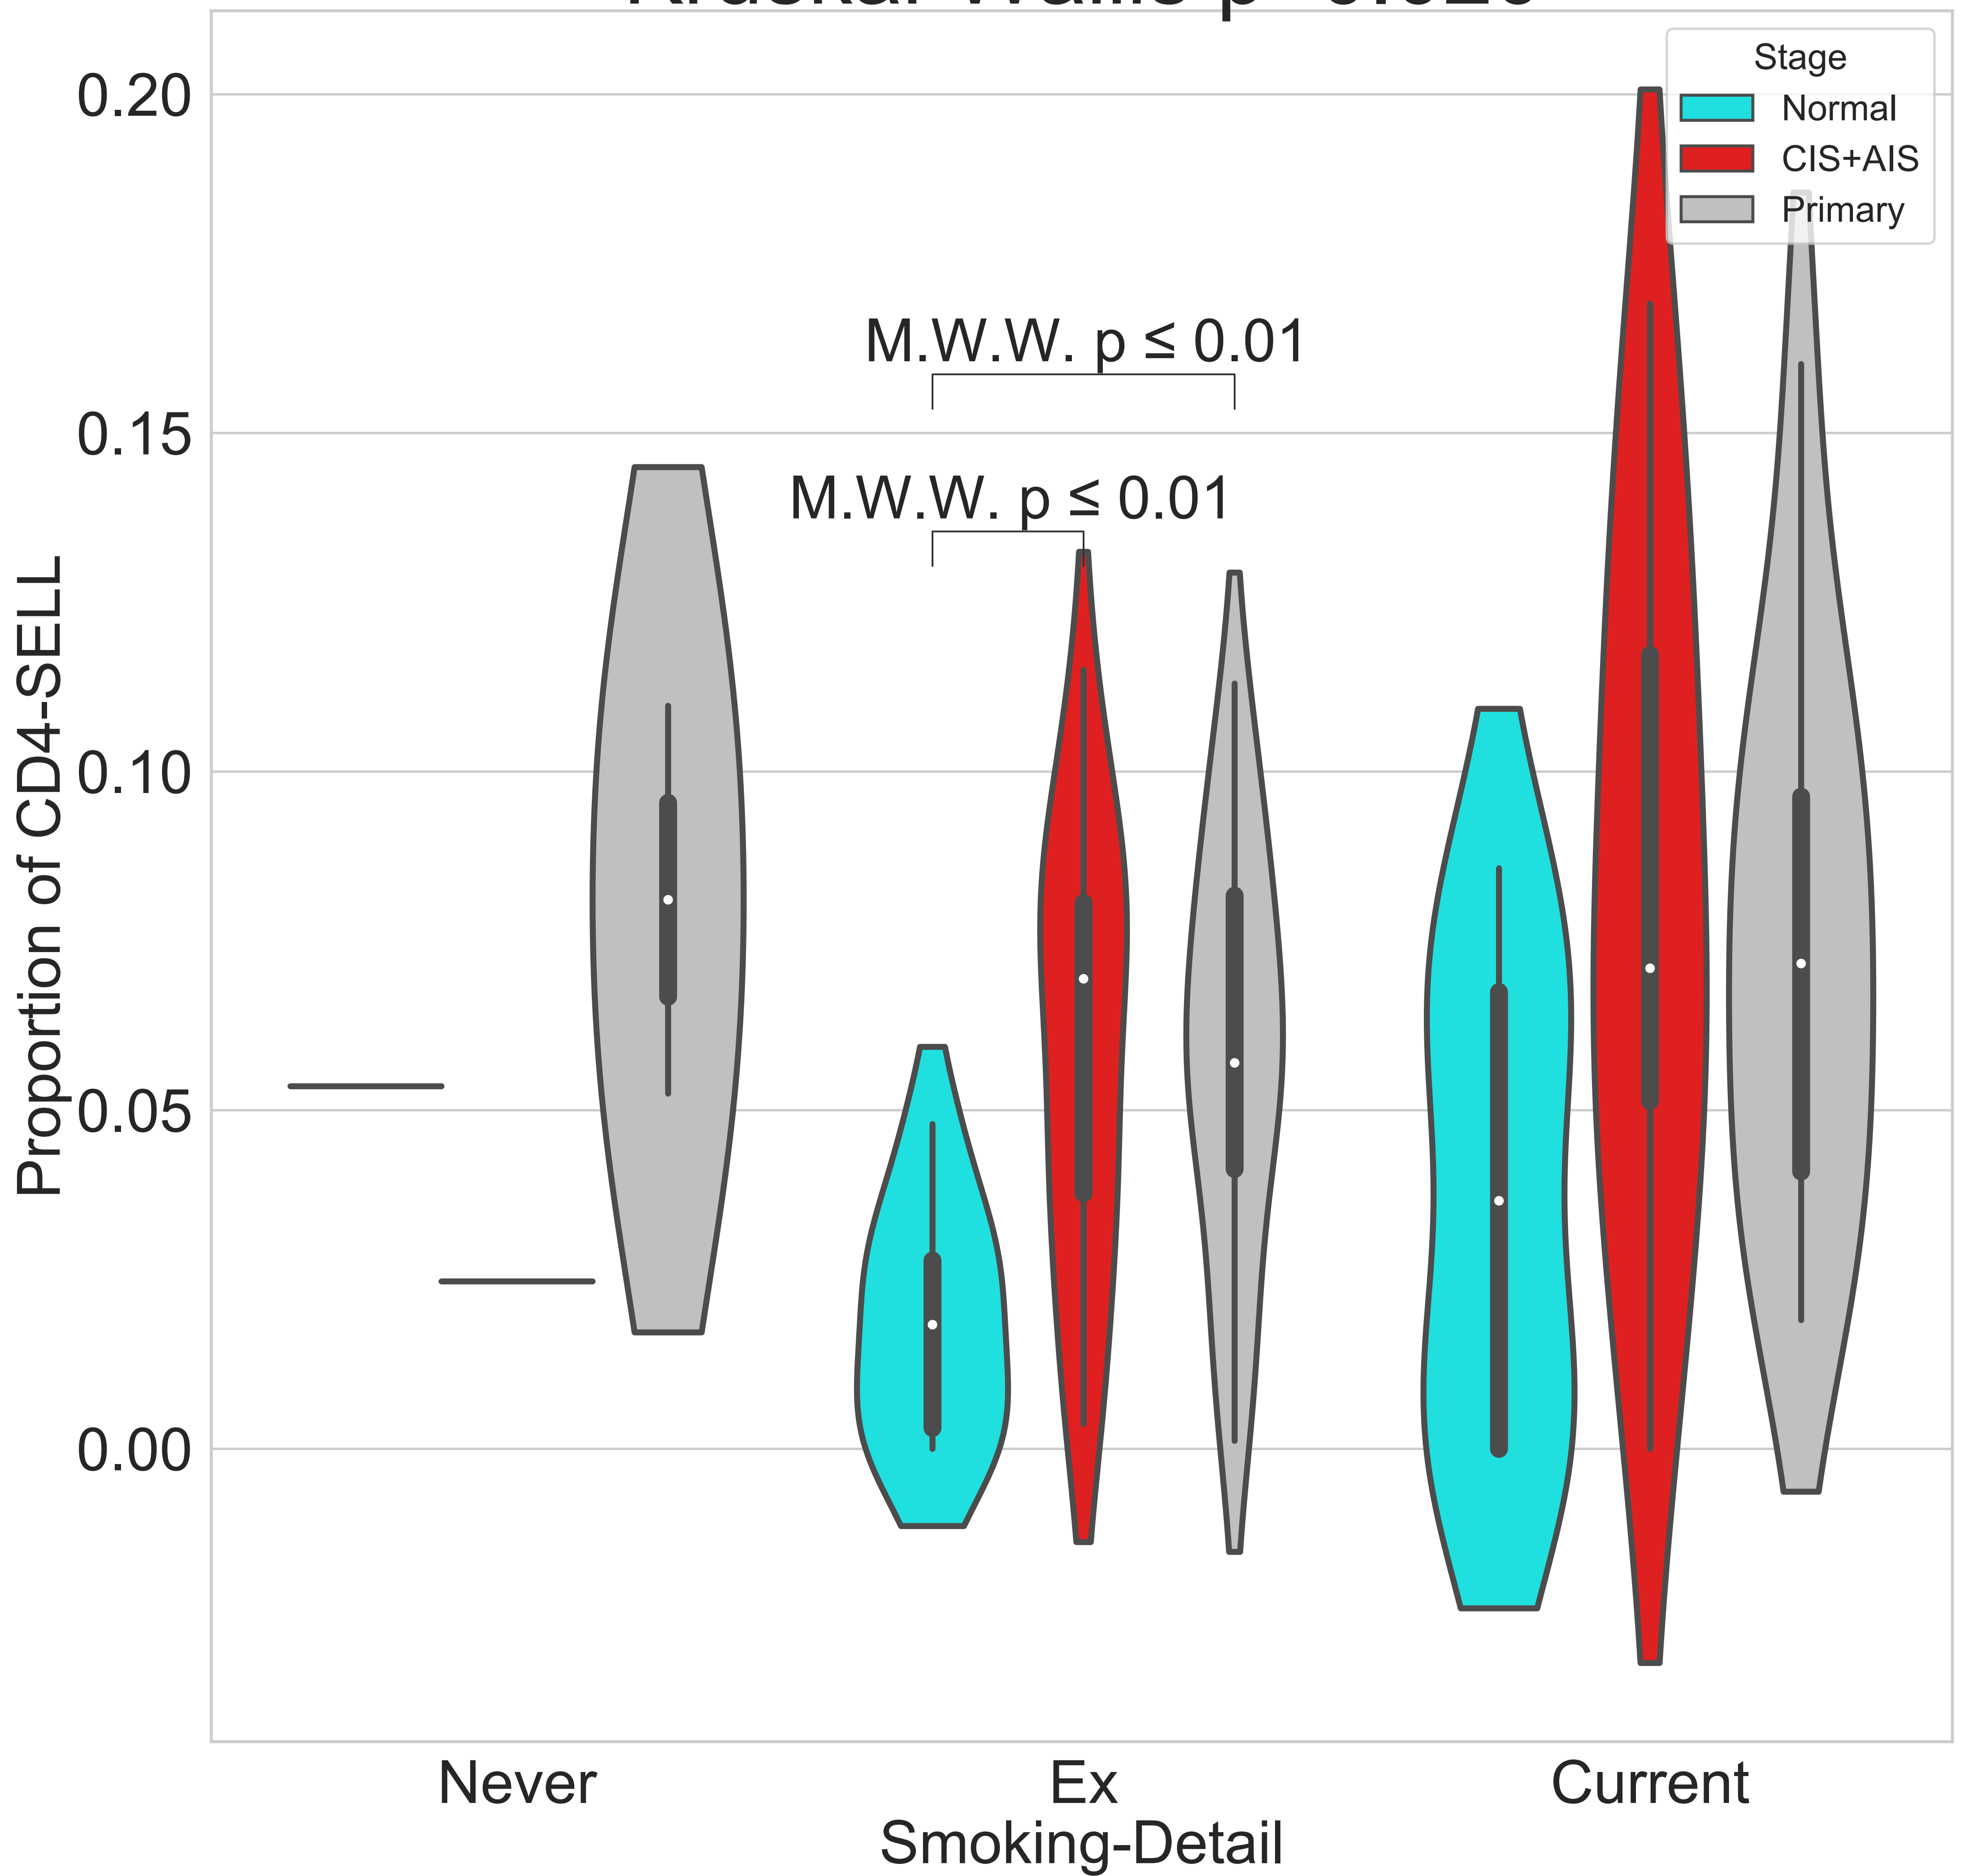 Stage
Normal
CIS+AIS
Primary
0.20
0.15
0.10
0.05
0.00
Proportion of CD4-SELL
M.W.W. p ≤ 0.01
M.W.W. p ≤ 0.01
Never
Ex
Current
Smoking-Detail